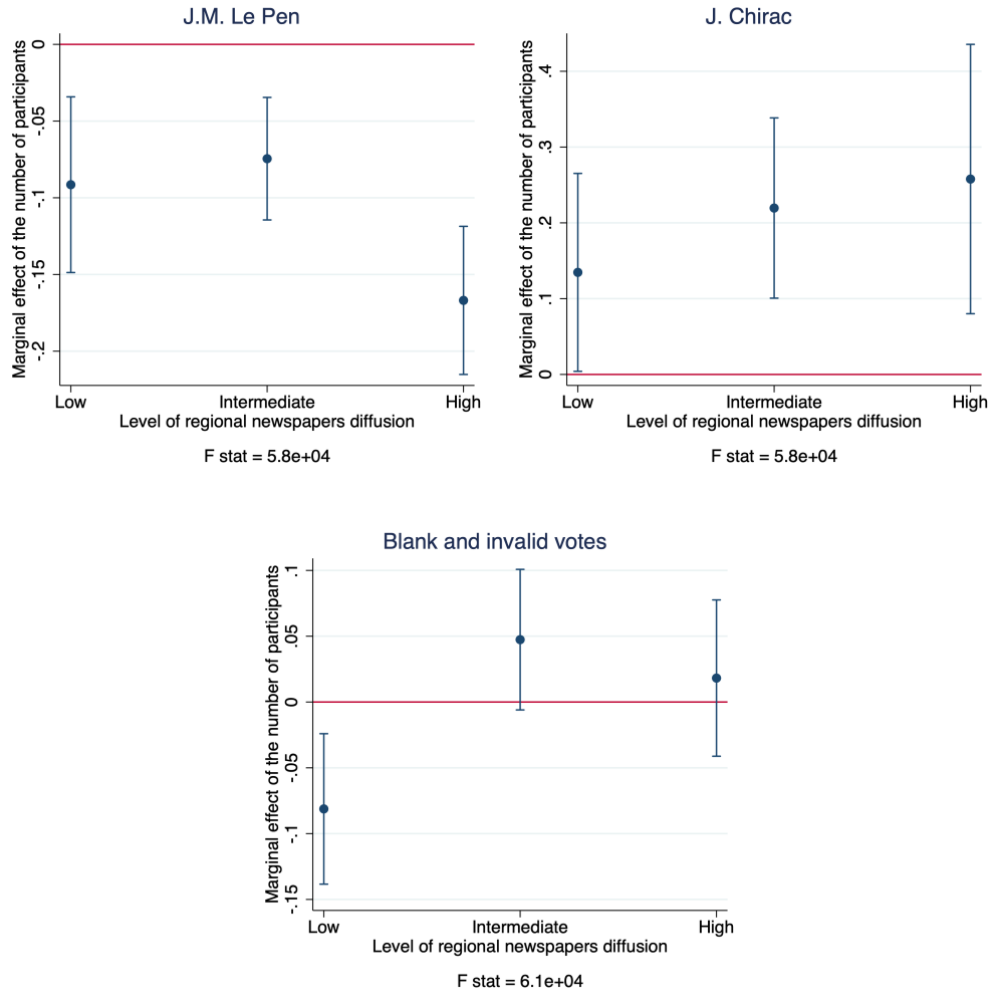 J.M. Le Pen
Marginal effect of the number of participants
0
-.05
-.1
-.15
-.2
Low
Intermediate
High
Level of regional newspapers diffusion
F stat = 5.8e+04
J. Chirac
Marginal effect of the number of participants
.4
.3
.2
.1
0
Low
Intermediate
High
Level of regional newspapers diffusion
F stat = 5.8e+04
Blank and invalid votes
Marginal effect of the number of participants
.1
.05
0
-.05
-.1
-.15
Low
Intermediate
High
Level of regional newspapers diffusion
F stat = 6.1e+04